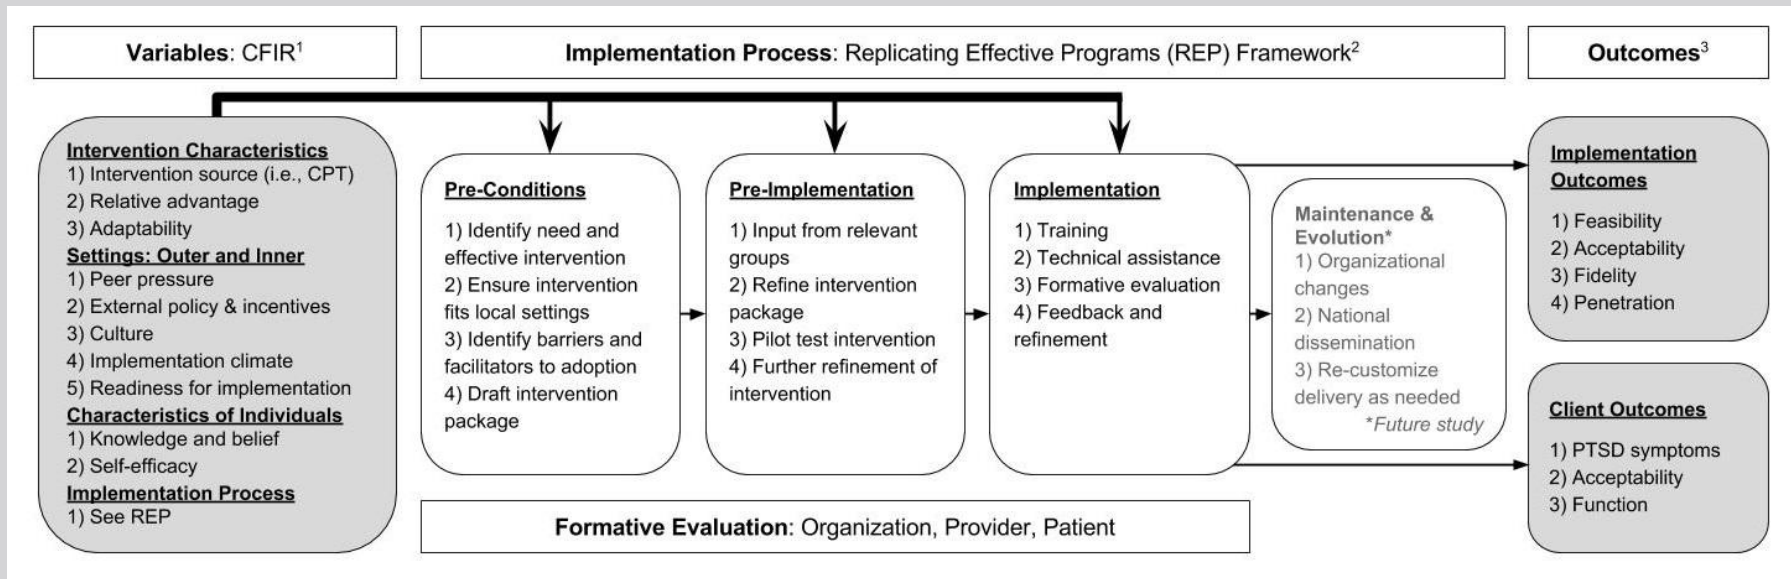 Variables: CFIR1
Implementation Process: Replicating Effective Programs (REP) Framework2
Outcomes3
Intervention Characteristics
1) Intervention source (i.e., CPT)
2) Relative advantage
3) Adaptability
Settings: Outer and Inner
1) Peer pressure
2) External policy & incentives
3) Culture
4) Implementation climate
5) Readiness for implementation
Characteristics of Individuals
1) Knowledge and belief
2) Self-efficacy
Implementation Process
1) See REP
Pre-Conditions
1) Identify need and
effective intervention
2) Ensure intervention
fits local settings
3) Identify barriers and
facilitators to adoption
4) Draft intervention
package
Pre-Implementation
1) Input from relevant
groups
2) Refine intervention
package
3) Pilot test intervention
4) Further refinement of
intervention
Implementation
1) Training
2) Technical assistance
3) Formative evaluation
4) Feedback and
refinement
Maintenance &
Evolution*
1) Organizational
changes
2) National
dissemination
3) Re-customize
delivery as needed
*Future study
Implementation
Outcomes
1) Feasibility
2) Acceptability
3) Fidelity
4) Penetration
Client Outcomes
1) PTSD symptoms
2) Acceptability
3) Function
Formative Evaluation: Organization, Provider, Patient